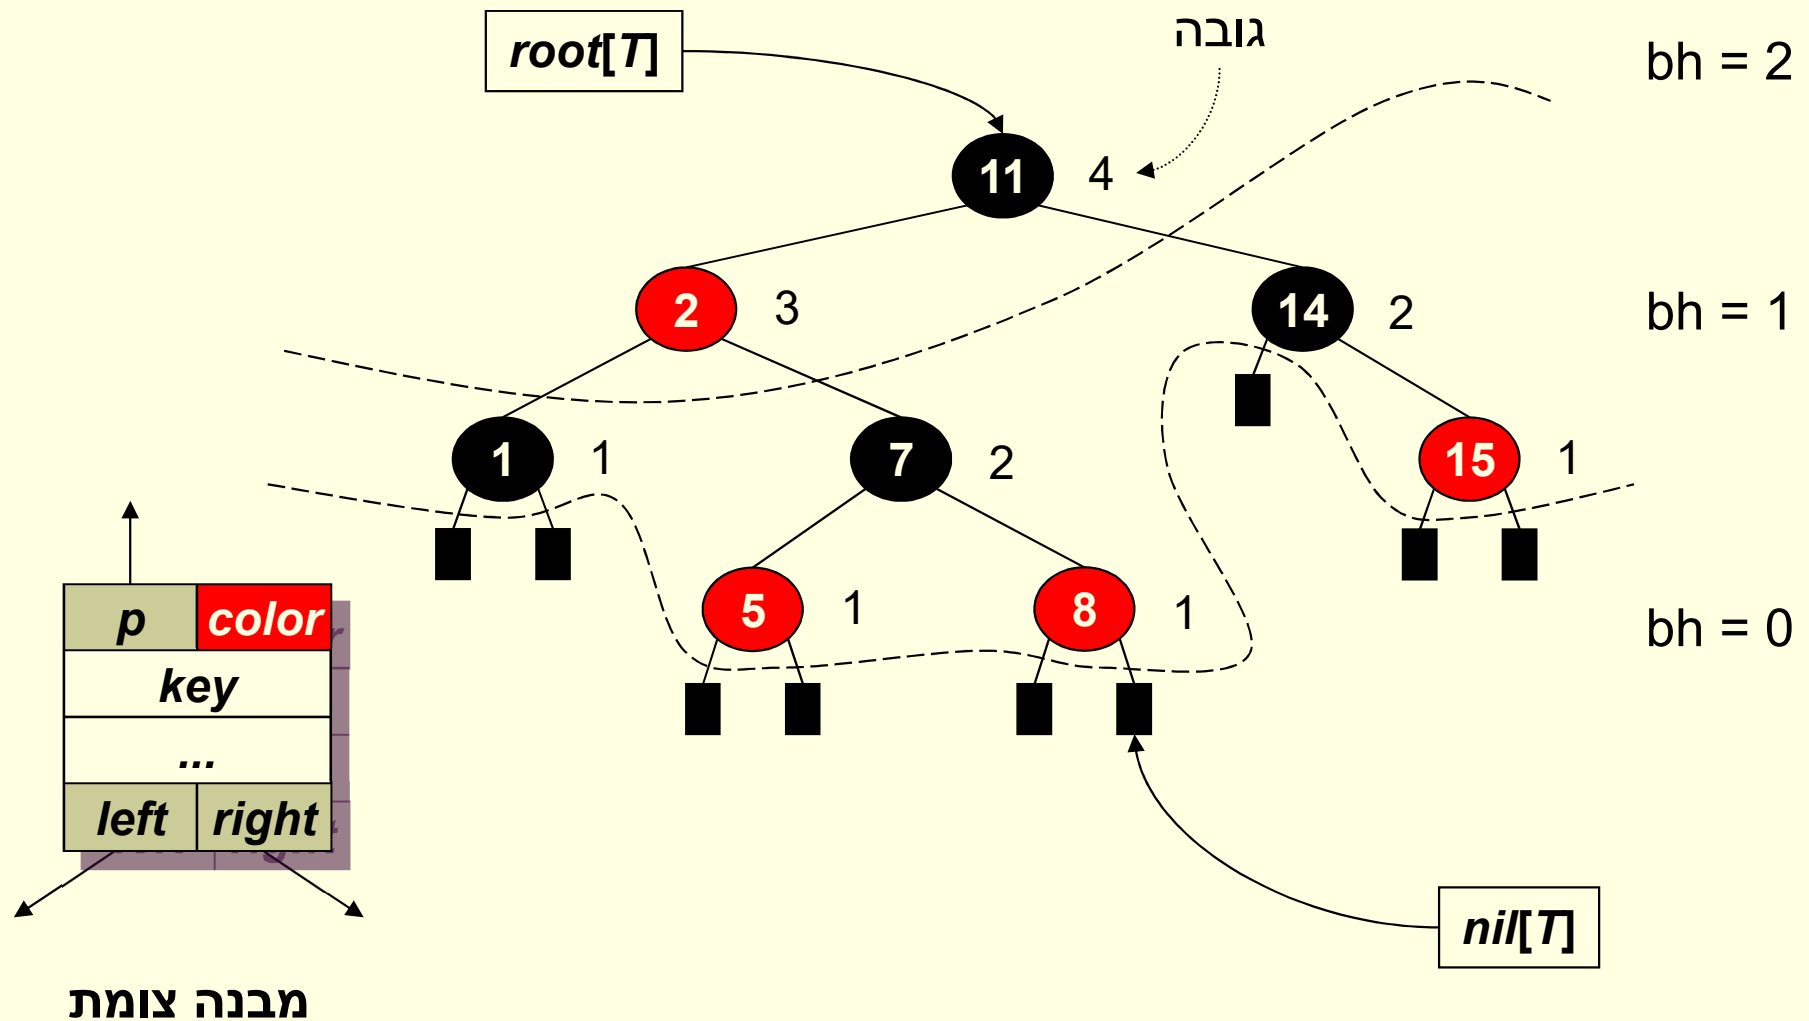 גובה
root[T]
bh = 2
11 4
2 3
14 2
bh = 1
1 1
7 2
15 1
5 1
8 1
bh = 0
p color
key
...
left right
nil[T]
מבנה צומת